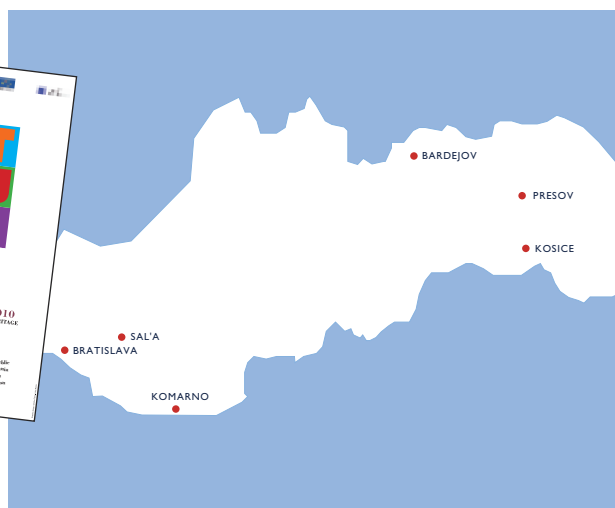 BARDEJOV
PRESOV
KOSICE
SAL'A
BRATISLAVA
KOMARNO